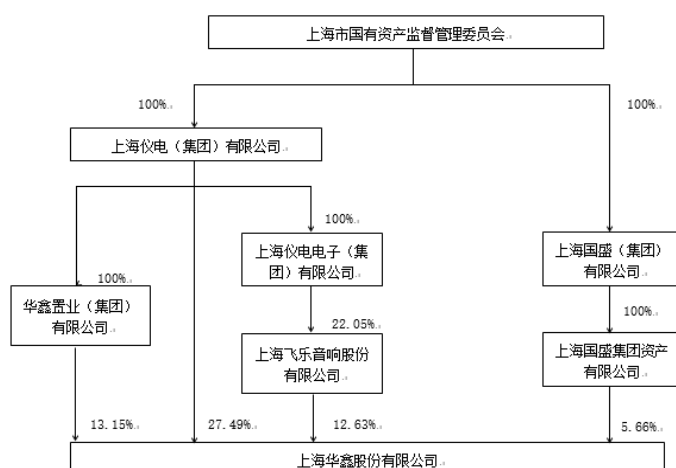 上海市国有资产监督管理委员会
100%
100%
上海仪电（集团）有限公司
100%
上海仪电电子（集
团）有限公司
上海国盛（集团）
有限公司
100%
华鑫置业（集团）
有限公司
22.05%
100%
上海飞乐音响股份
有限公司
上海国盛集团资产
有限公司
13.15%
27.49%
12.63%
5.66%
上海华鑫股份有限公司